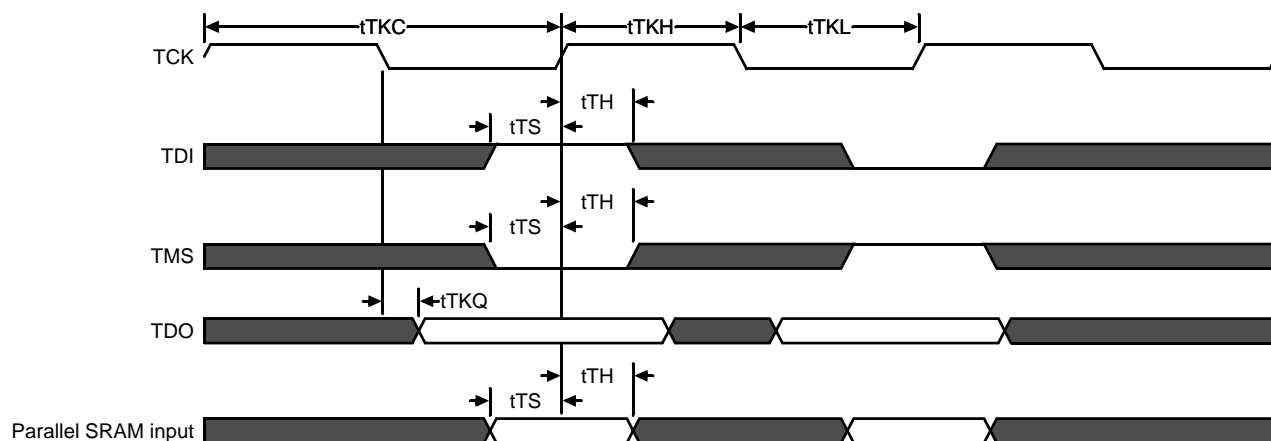 tTKC
tTKH
tTKL
TCK
tTH
tTS
TDI
tTH
tTS
TMS
tTKQ
TDO
tTH
tTS
Parallel SRAM input